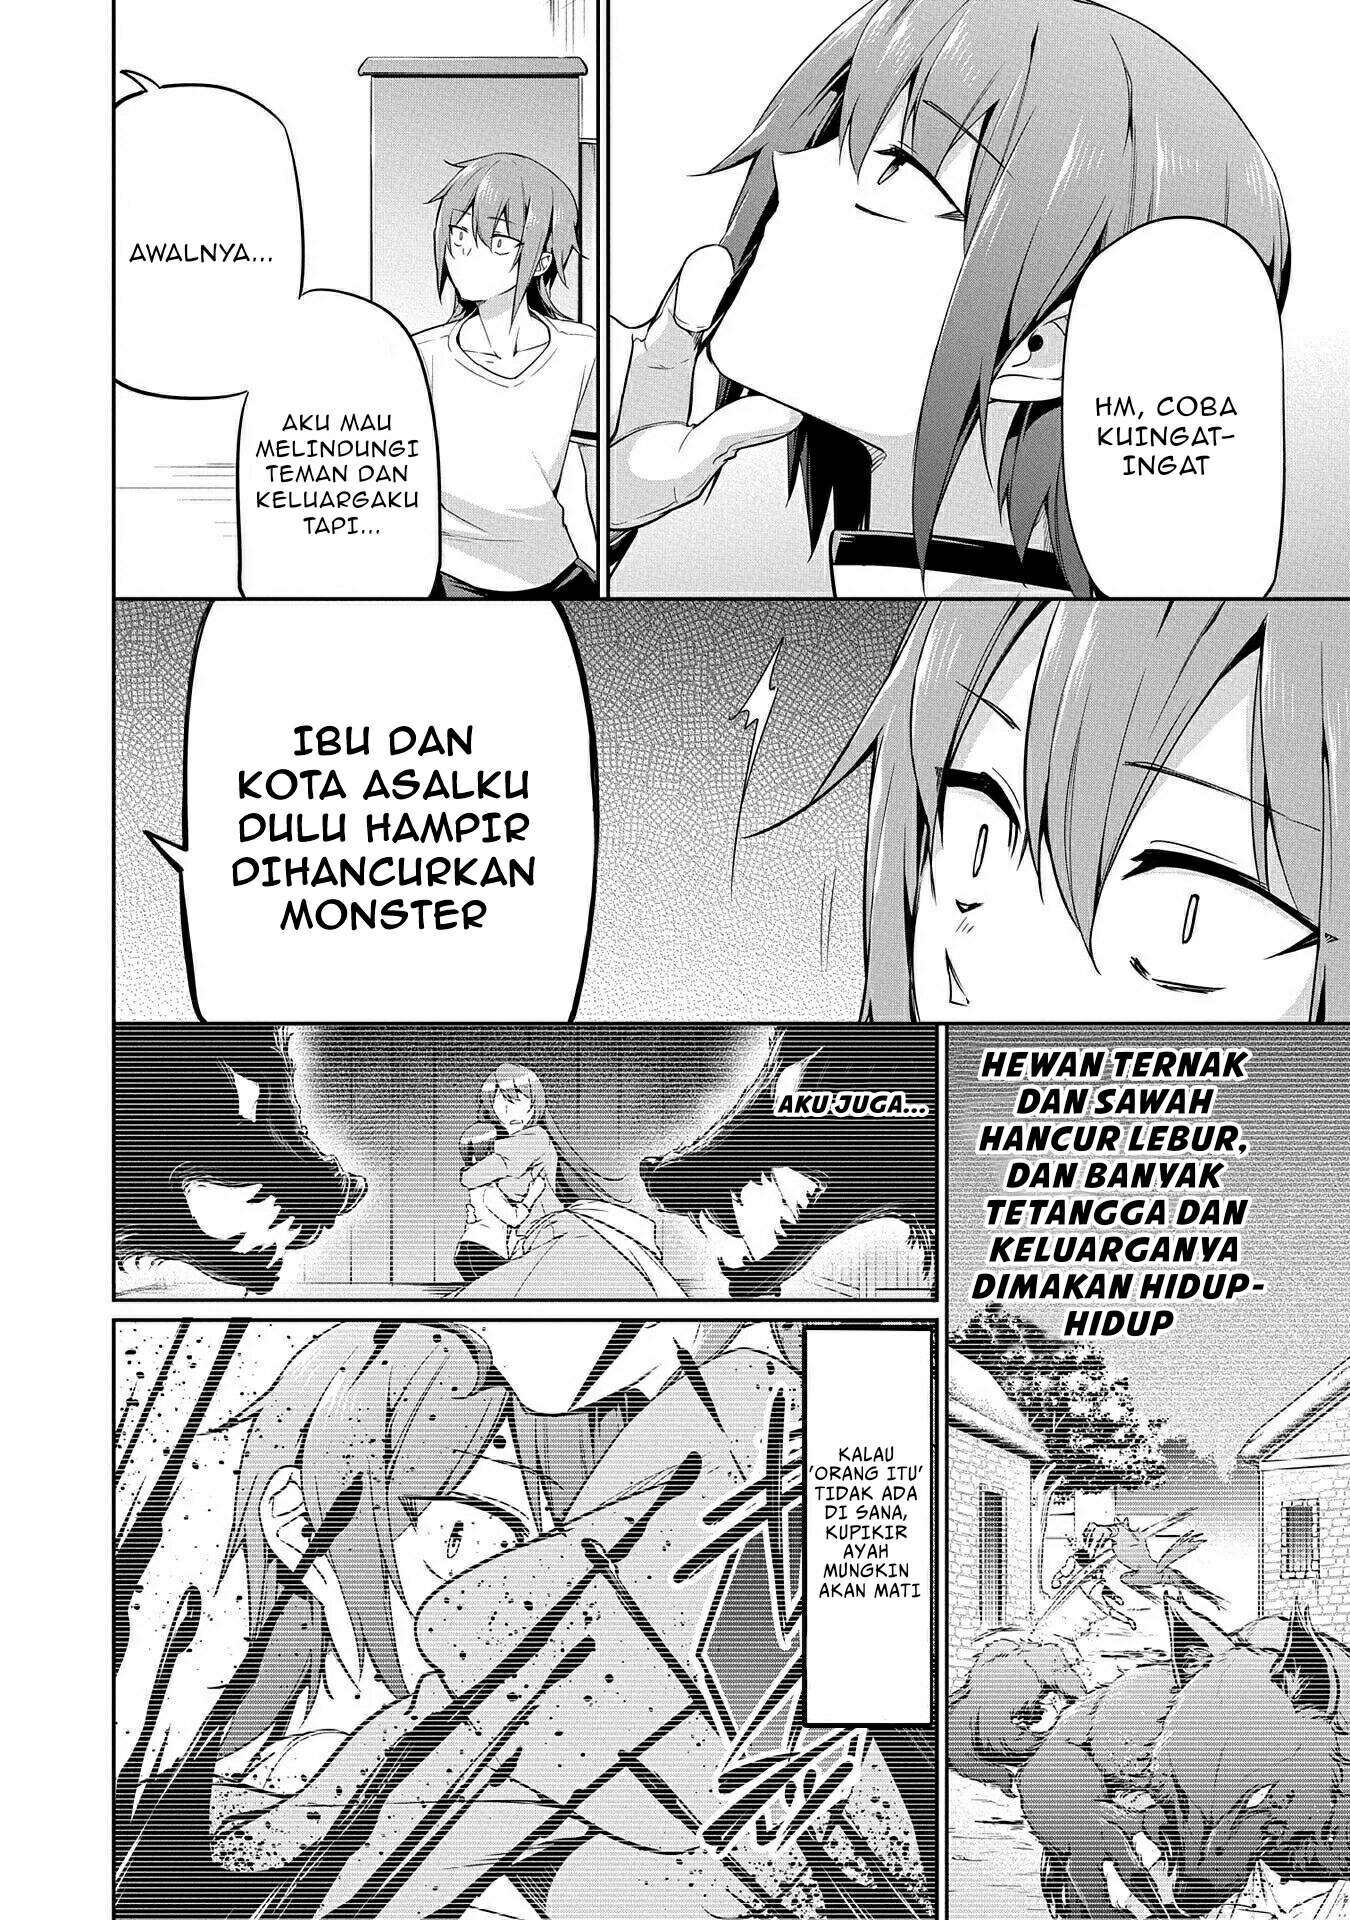 HM, COBA
KUINGAT-
INGAT
AWALNYA...
AKU MAU
MELINDUNGI
TEMAN DAN
KELUARGAKU
TAPI...
IBU DAN
KOTA ASALKU
DULU HAMPIR
DIHANCURKAN
MONSTER
HEWAN TERNAK
DAN SAWAH
HANCUR LEBUR,
DAN BANYAK
TETANGGA DAN
KELUARGANYA
DIMAKAN HIDUP-
HIDUP
AKU JUGA...
KALAU
'ORANG ITU'
TIDAK ADA
DI SANA,
KUPIKIR
AYAH
MUNGKIN
AKAN MATI